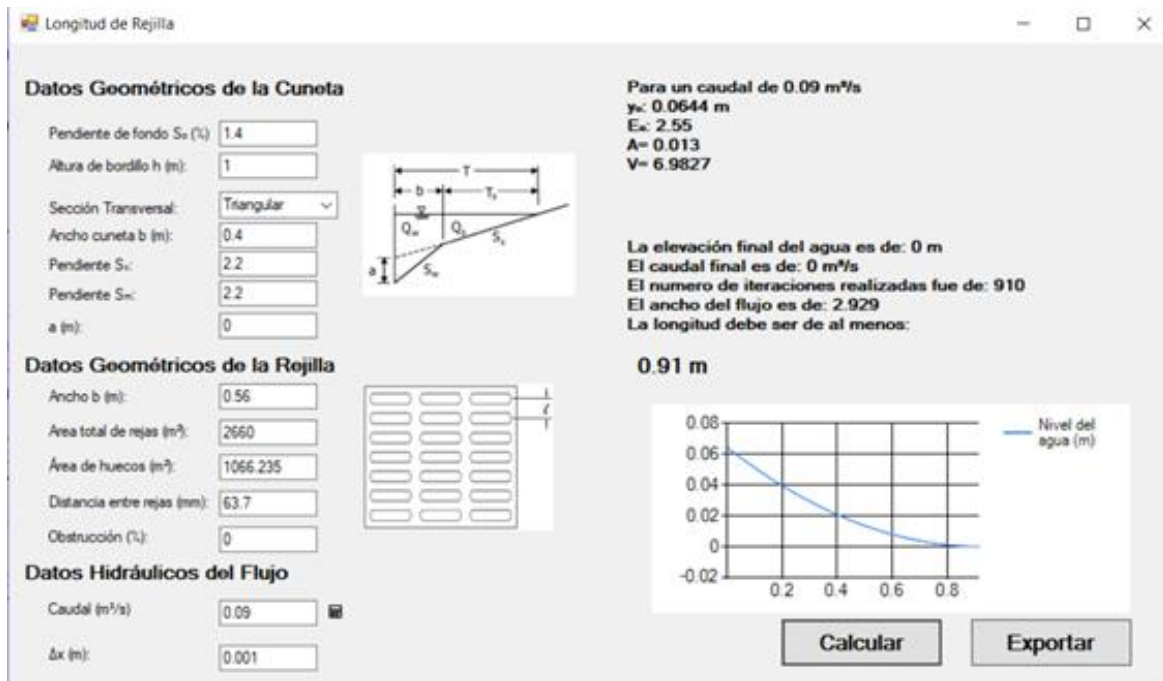 Longitud de Rejilla
Datos Geométricos de la Cuneta
Pendiente de fondo S₀ (%) 1.4
Altura de bordillo h (m): 1
Sección Transversal: Triangular
Ancho cuneta b (m): 0.4
Pendiente Sₓ: 2.2
Pendiente S𝓌: 2.2
a (m): 0
T
b
Tₛ
Q𝓌
Qₛ
Sₓ
a
S𝓌
Datos Geométricos de la Rejilla
Ancho b (m): 0.56
Area total de rejas (m²): 2660
Área de huecos (m²): 1066.235
Distancia entre rejas (mm): 63.7
Obstrucción (%): 0
Datos Hidráulicos del Flujo
Caudal (m³/s) 0.09
Δx (m): 0.001
Para un caudal de 0.09 m³/s
y₀: 0.0644 m
E₀: 2.55
A= 0.013
V= 6.9827
La elevación final del agua es de: 0 m
El caudal final es de: 0 m³/s
El numero de iteraciones realizadas fue de: 910
El ancho del flujo es de: 2.929
La longitud debe ser de al menos:
0.91 m
0.08
0.06
0.04
0.02
0
-0.02
0.2 0.4 0.6 0.8
Nivel del
agua (m)
Calcular
Exportar